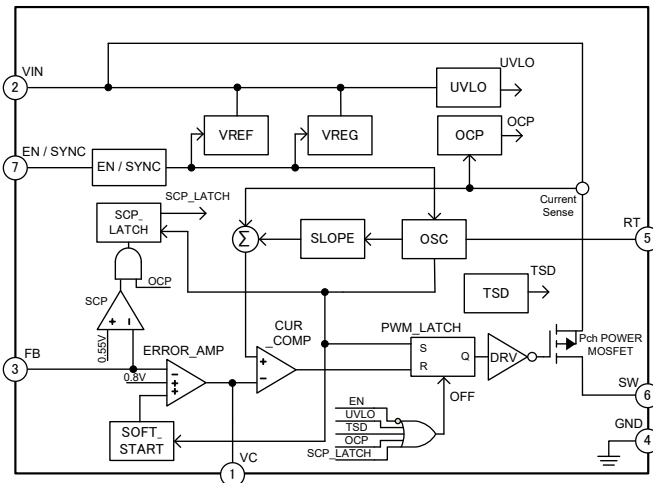 VIN
2
UVLO
UVLO
VREF
VREG
OCP
OCP
EN / SYNC
7
EN / SYNC
SCP_LATCH
SCP_
LATCH
Current
Sense
RT
5
Σ
SLOPE
OSC
TSD
TSD
OCP
SCP
+ −
0.55V
FB
3
ERROR_AMP
0.8V
−
+
+
CUR
_COMP
+
−
PWM_LATCH
S
R
Q
DRV
Pch POWER
MOSFET
SW
6
OFF
EN
UVLO
TSD
OCP
SCP_LATCH
SOFT_
START
GND
4
VC
1